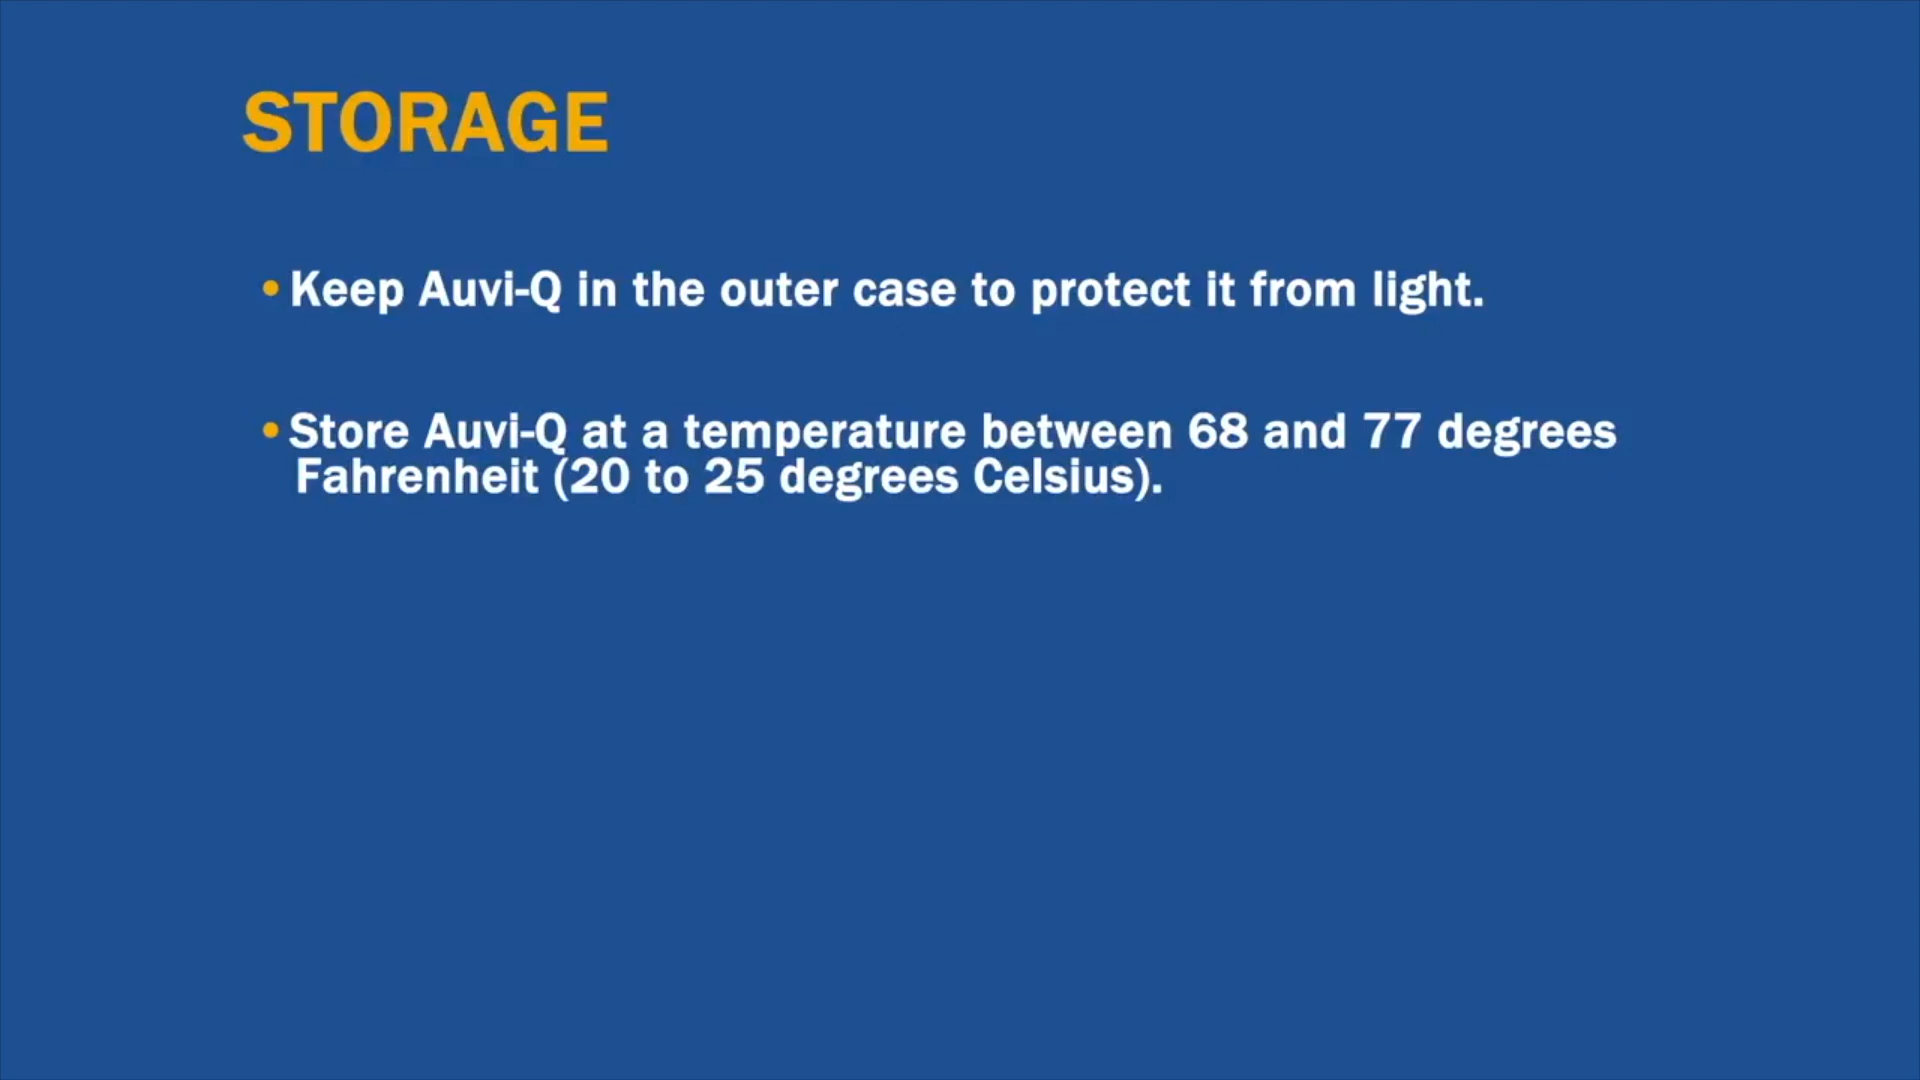 STORAGE
•Keep Auvi-Q in the outer case to protect it from light.
•Store Auvi-Q at a temperature between 68 and 77 degrees
Fahrenheit (20 to 25 degrees Celsius).